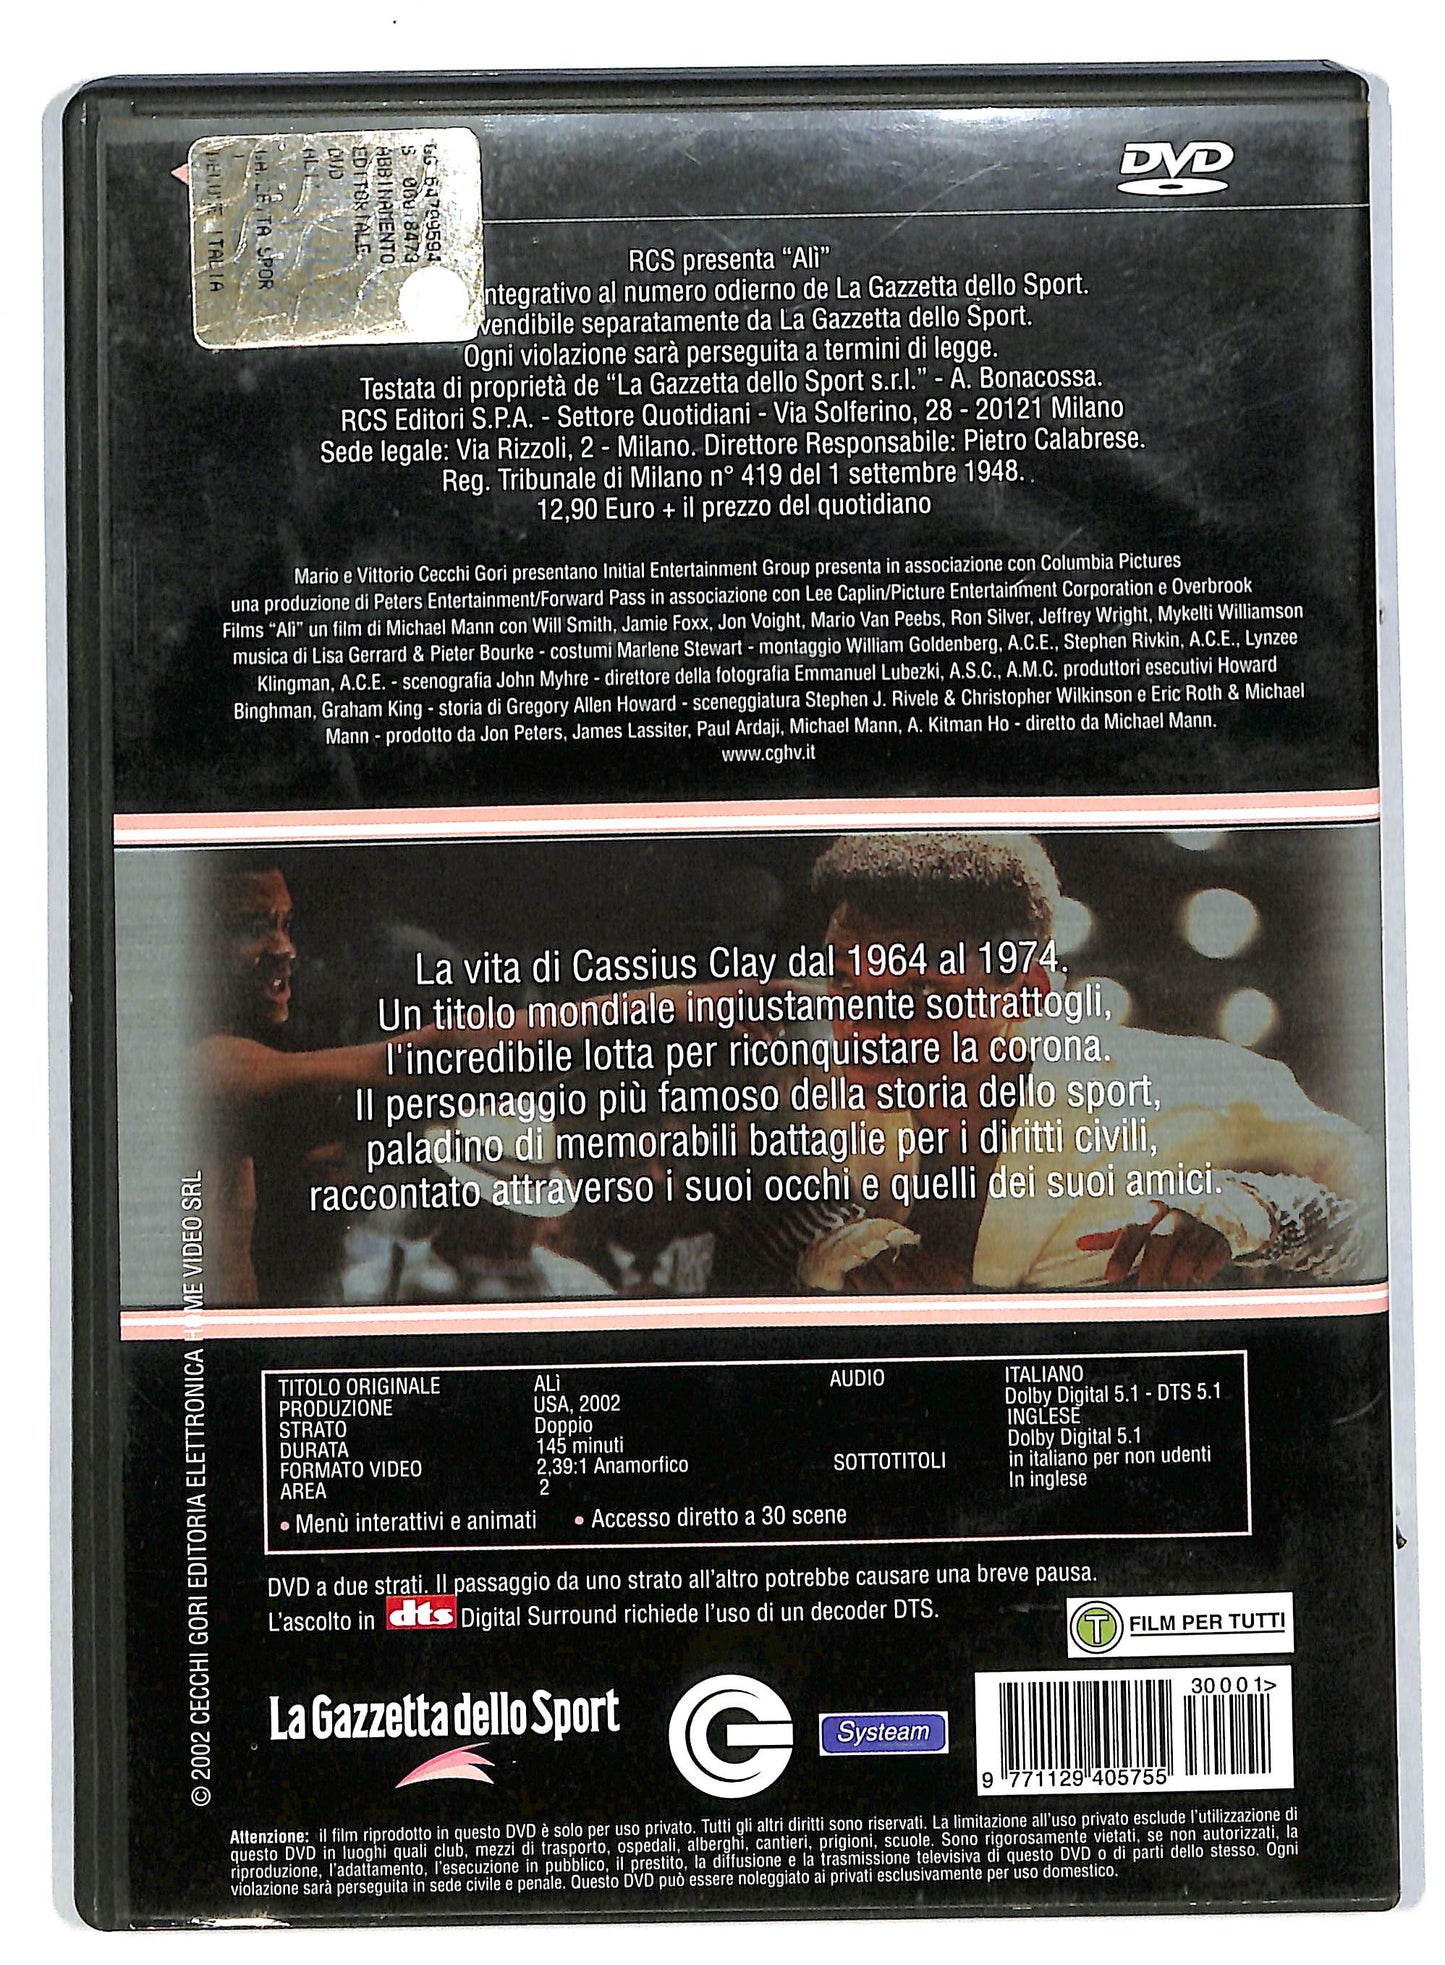 DVD
GG 54709594
S 00018473
ABBINAMENTO
EDITORIALE
DVD
RCS presenta “Alì”
ntegrativo al numero odierno de La Gazzetta dello Sport.
vendibile separatamente da La Gazzetta dello Sport.
Ogni violazione sarà perseguita a termini di legge.
Testata di proprietà de “La Gazzetta dello Sport s.r.l.” - A. Bonacossa.
RCS Editori S.P.A. - Settore Quotidiani - Via Solferino, 28 - 20121 Milano
Sede legale: Via Rizzoli, 2 - Milano. Direttore Responsabile: Pietro Calabrese.
Reg. Tribunale di Milano n° 419 del 1 settembre 1948.
12,90 Euro + il prezzo del quotidiano
Mario e Vittorio Cecchi Gori presentano Initial Entertainment Group presenta in associazione con Columbia Pictures
una produzione di Peters Entertainment/Forward Pass in associazione con Lee Caplin/Picture Entertainment Corporation e Overbrook
Films “Alì” un film di Michael Mann con Will Smith, Jamie Foxx, Jon Voight, Mario Van Peebs, Ron Silver, Jeffrey Wright, Mykelti Williamson
musica di Lisa Gerrard & Pieter Bourke - costumi Marlene Stewart - montaggio William Goldenberg, A.C.E., Stephen Rivkin, A.C.E., Lynzee
Klingman, A.C.E. - scenografia John Myhre - direttore della fotografia Emmanuel Lubezki, A.S.C., A.M.C. produttori esecutivi Howard
Binghman, Graham King - storia di Gregory Allen Howard - sceneggiatura Stephen J. Rivele & Christopher Wilkinson e Eric Roth & Michael
Mann - prodotto da Jon Peters, James Lassiter, Paul Ardaji, Michael Mann, A. Kitman Ho - diretto da Michael Mann.
www.cghv.it
La vita di Cassius Clay dal 1964 al 1974.
Un titolo mondiale ingiustamente sottrattogli,
l'incredibile lotta per riconquistare la corona.
Il personaggio più famoso della storia dello sport,
paladino di memorabili battaglie per i diritti civili,
raccontato attraverso i suoi occhi e quelli dei suoi amici.
© 2002 CECCHI GORI EDITORIA ELETTRONICA HOME VIDEO SRL
TITOLO ORIGINALE ALì
PRODUZIONE USA, 2002
STRATO Doppio
DURATA 145 minuti
FORMATO VIDEO 2,39:1 Anamorfico
AREA 2
AUDIO ITALIANO
Dolby Digital 5.1 - DTS 5.1
INGLESE
Dolby Digital 5.1
SOTTOTITOLI in italiano per non udenti
In inglese
• Menù interattivi e animati • Accesso diretto a 30 scene
DVD a due strati. Il passaggio da uno strato all'altro potrebbe causare una breve pausa.
L'ascolto in dts Digital Surround richiede l'uso di un decoder DTS.
T FILM PER TUTTI
La Gazzetta dello Sport
Systeam
30001>
9 771129 405755
Attenzione: il film riprodotto in questo DVD è solo per uso privato. Tutti gli altri diritti sono riservati. La limitazione all'uso privato esclude l'utilizzazione di
questo DVD in luoghi quali club, mezzi di trasporto, ospedali, alberghi, cantieri, prigioni, scuole. Sono rigorosamente vietati, se non autorizzati, la
riproduzione, l'adattamento, l'esecuzione in pubblico, il prestito, la diffusione e la trasmissione televisiva di questo DVD o di parti dello stesso. Ogni
violazione sarà perseguita in sede civile e penale. Questo DVD può essere noleggiato ai privati esclusivamente per uso domestico.